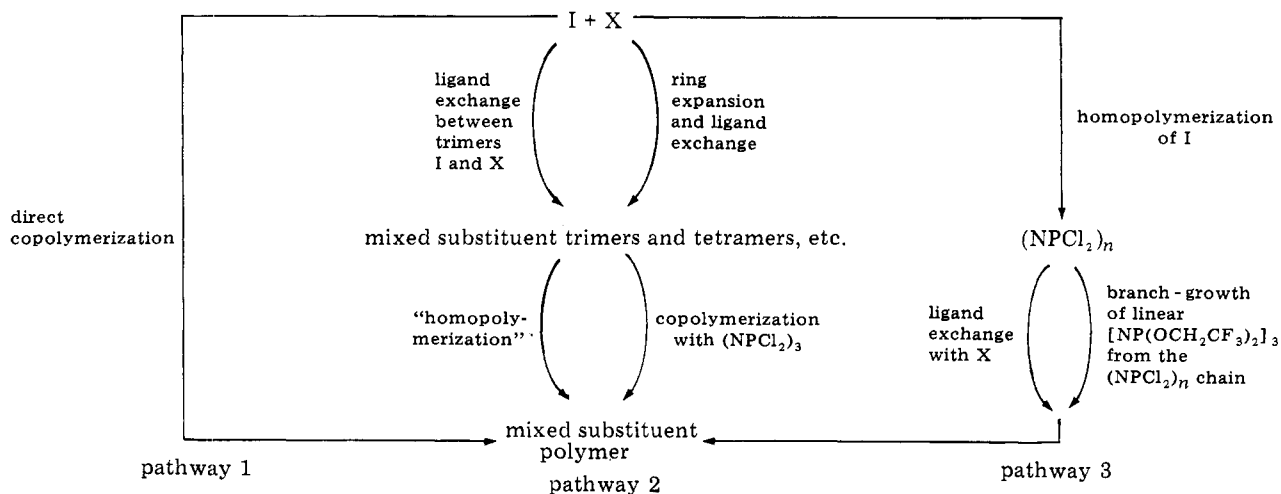 I + X
ligand
exchange
between
trimers
I and X
ring
expansion
and ligand
exchange
homopolymerization
of I
direct
copolymerization
mixed substituent trimers and tetramers, etc.
(NPCl₂)ₙ
"homopoly-
merization"
copolymerization
with (NPCl₂)₃
ligand
exchange
with X
branch-growth
of linear
[NP(OCH₂CF₃)₂]₃
from the
(NPCl₂)ₙ chain
mixed substituent
polymer
pathway 1
pathway 2
pathway 3